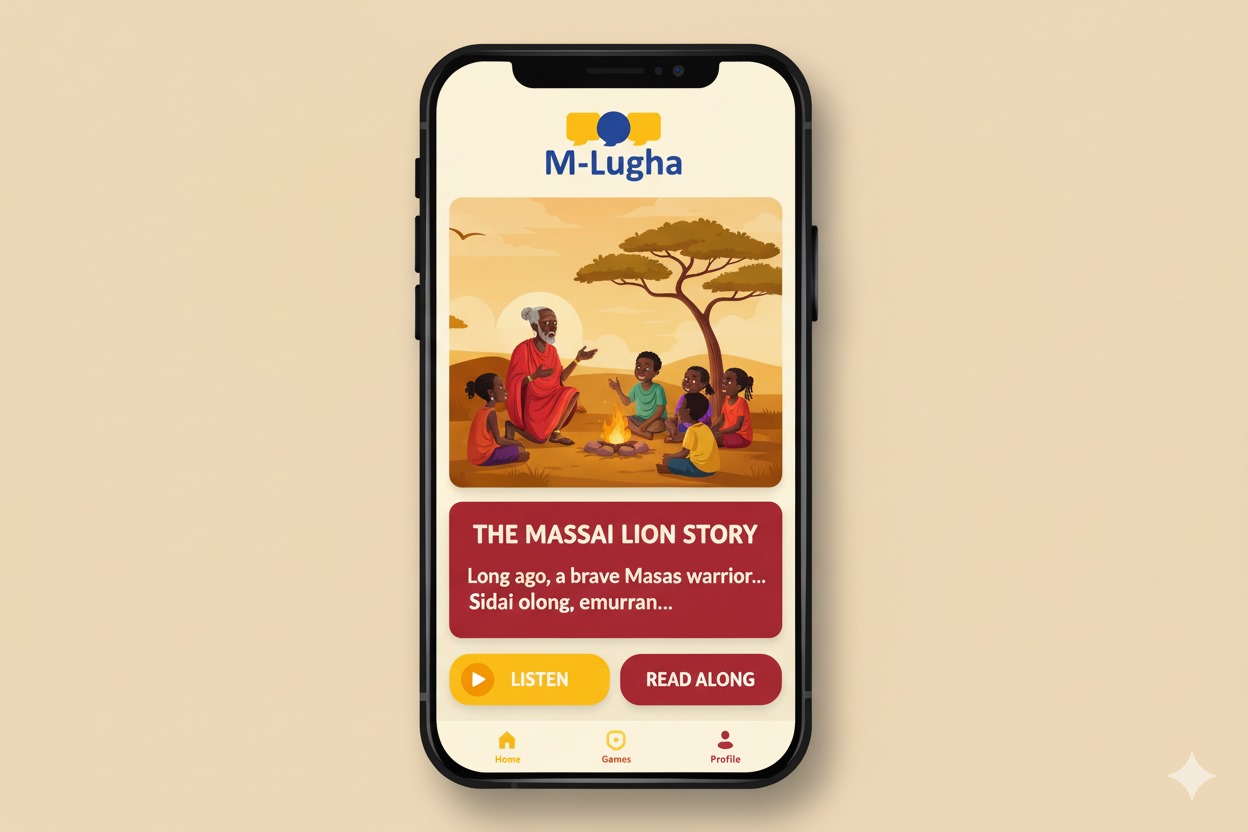 M-Lugha
THE MASSAI LION STORY
Long ago, a brave Masas warrior...
Sidai olong, emurran...
LISTEN
READ ALONG
Home
Games
Profile